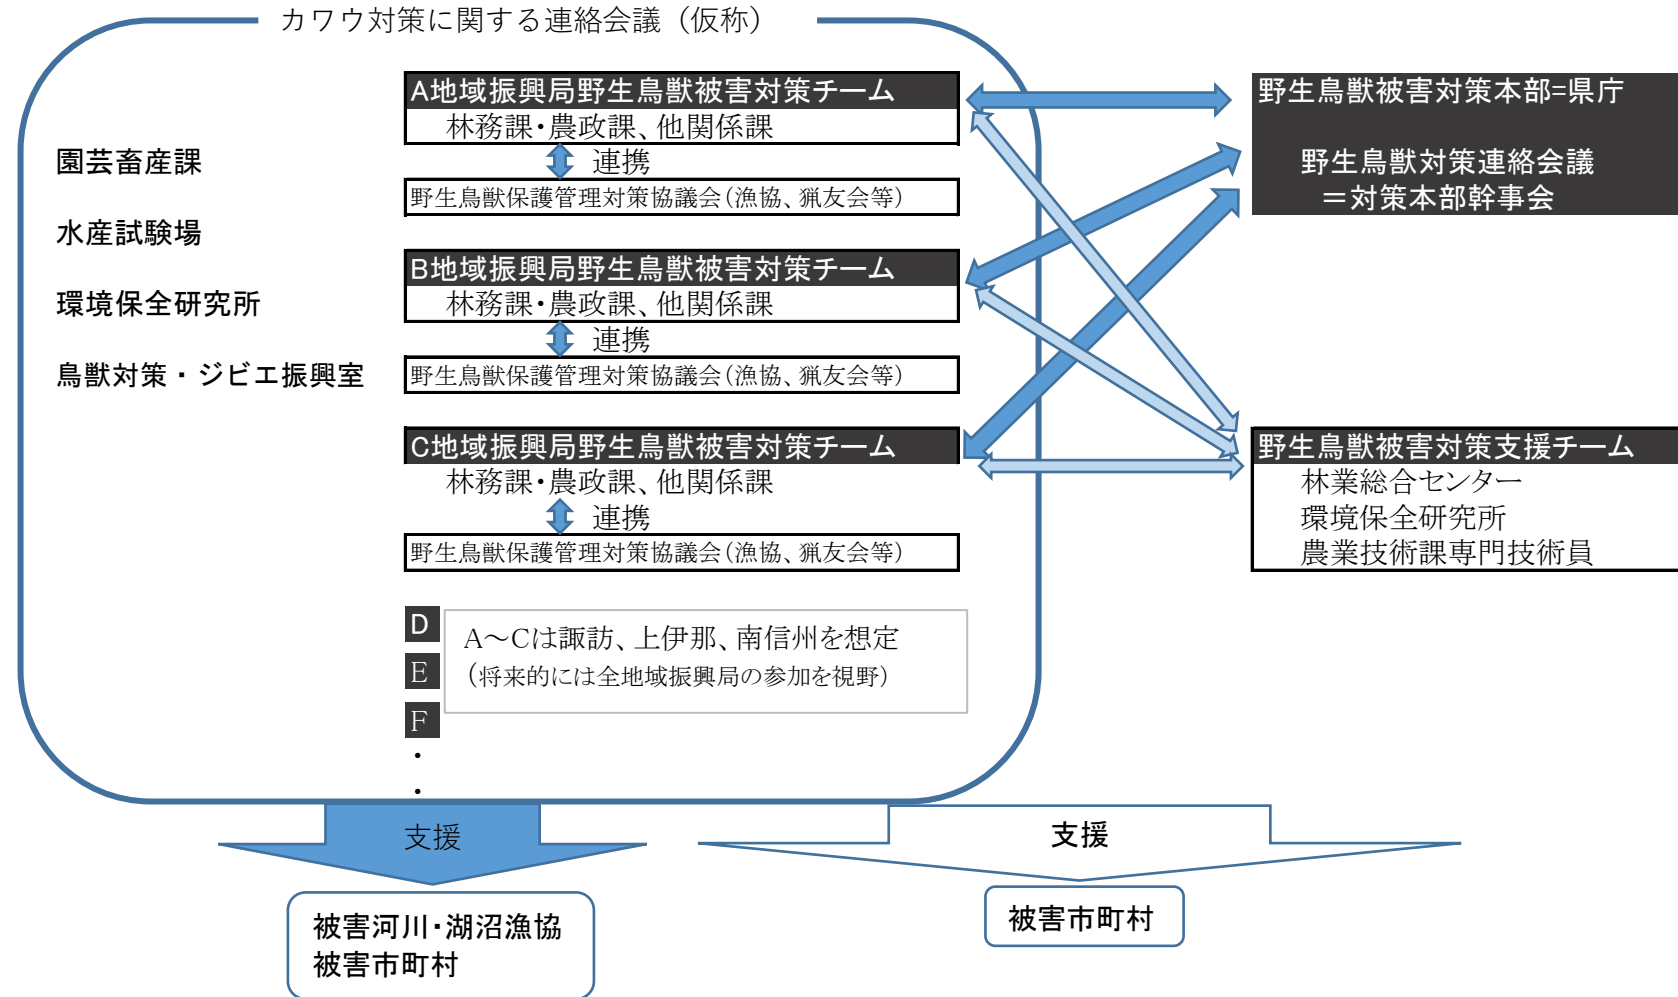 カワウ対策に関する連絡会議（仮称）
園芸畜産課
水産試験場
環境保全研究所
鳥獣対策・ジビエ振興室
A地域振興局野生鳥獣被害対策チーム
林務課・農政課、他関係課
連携
野生鳥獣保護管理対策協議会（漁協、猟友会等）
B地域振興局野生鳥獣被害対策チーム
林務課・農政課、他関係課
連携
野生鳥獣保護管理対策協議会（漁協、猟友会等）
C地域振興局野生鳥獣被害対策チーム
林務課・農政課、他関係課
連携
野生鳥獣保護管理対策協議会（漁協、猟友会等）
D
E
F
・
・
A～Cは諏訪、上伊那、南信州を想定
（将来的には全地域振興局の参加を視野）
野生鳥獣被害対策本部=県庁
野生鳥獣対策連絡会議
＝対策本部幹事会
野生鳥獣被害対策支援チーム
林業総合センター
環境保全研究所
農業技術課専門技術員
支援
被害河川・湖沼漁協
被害市町村
支援
被害市町村